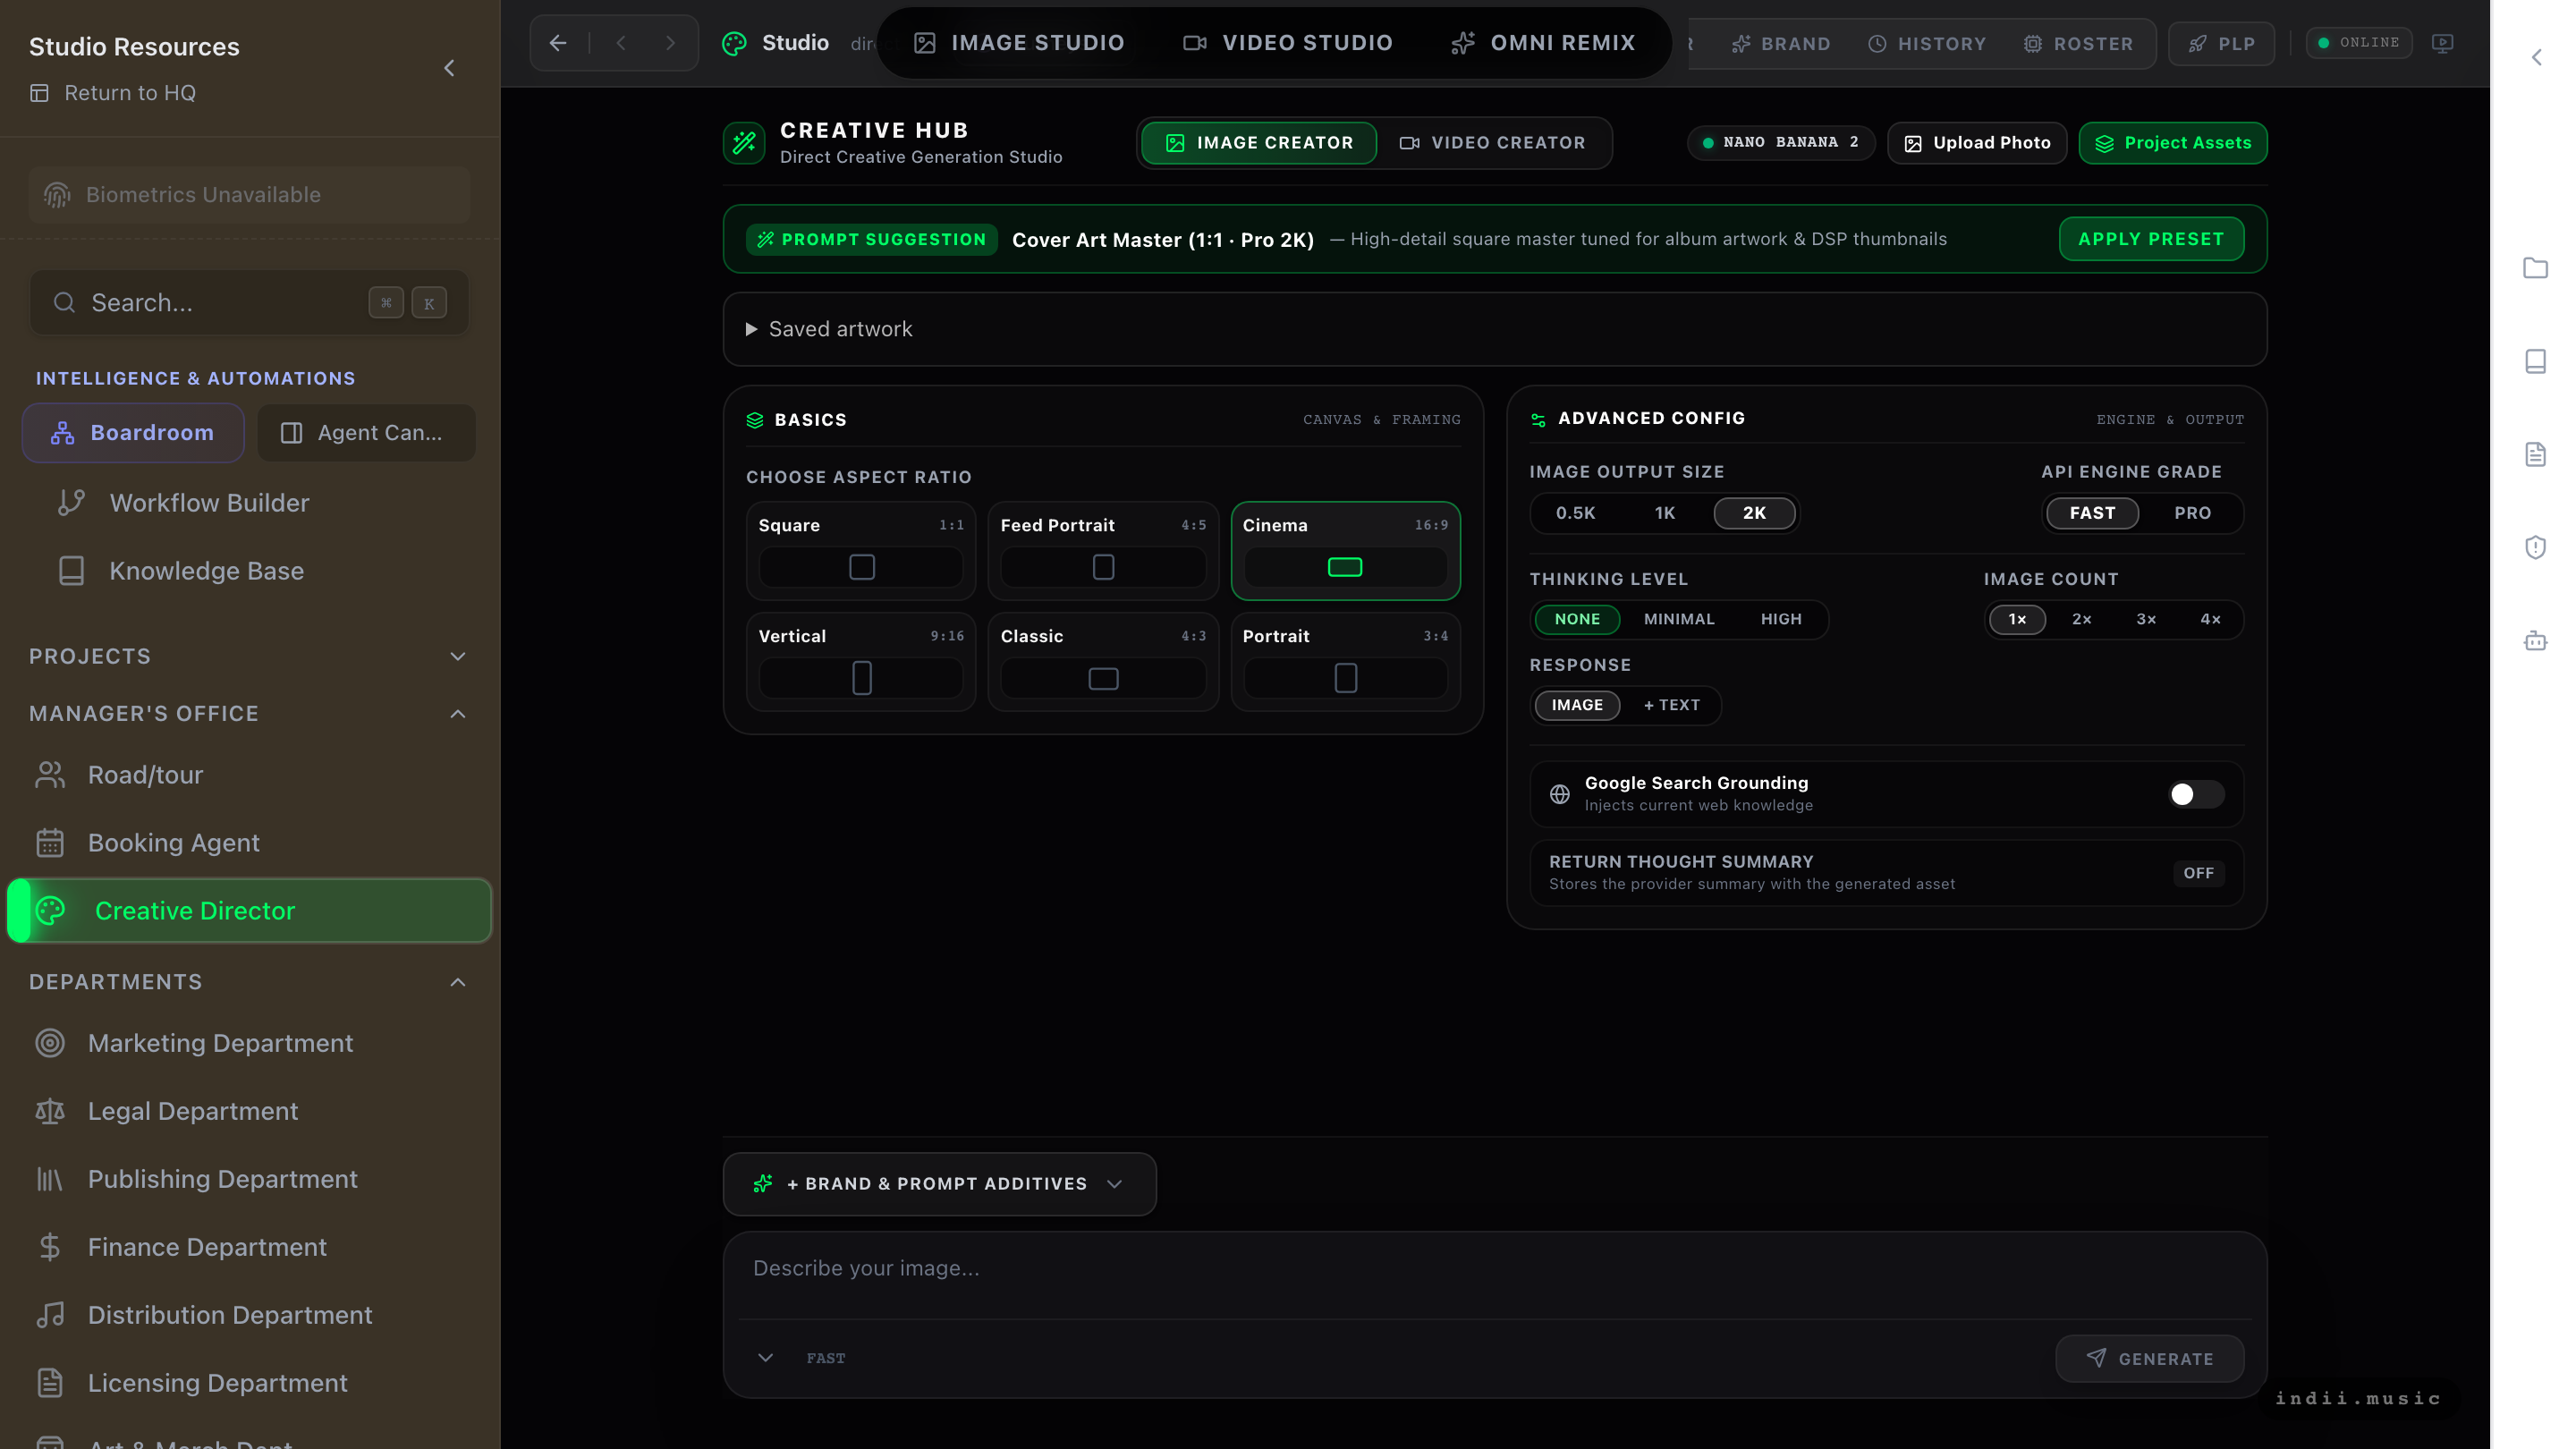 Studio Resources
Return to HQ
Biometrics Unavailable
Search...
⌘ K
INTELLIGENCE & AUTOMATIONS
Boardroom
Agent Can...
Workflow Builder
Knowledge Base
PROJECTS
MANAGER'S OFFICE
Road/tour
Booking Agent
Creative Director
DEPARTMENTS
Marketing Department
Legal Department
Publishing Department
Finance Department
Distribution Department
Licensing Department
Studio
IMAGE STUDIO
VIDEO STUDIO
OMNI REMIX
BRAND
HISTORY
ROSTER
PLP
ONLINE
CREATIVE HUB
Direct Creative Generation Studio
IMAGE CREATOR
VIDEO CREATOR
NANO BANANA 2
Upload Photo
Project Assets
PROMPT SUGGESTION
Cover Art Master (1:1 · Pro 2K)
— High-detail square master tuned for album artwork & DSP thumbnails
APPLY PRESET
Saved artwork
BASICS
CANVAS & FRAMING
CHOOSE ASPECT RATIO
Square 1:1
Feed Portrait 4:5
Cinema 16:9
Vertical 9:16
Classic 4:3
Portrait 3:4
ADVANCED CONFIG
ENGINE & OUTPUT
IMAGE OUTPUT SIZE
0.5K 1K 2K
API ENGINE GRADE
FAST PRO
THINKING LEVEL
NONE MINIMAL HIGH
IMAGE COUNT
1× 2× 3× 4×
RESPONSE
IMAGE + TEXT
Google Search Grounding
Injects current web knowledge
RETURN THOUGHT SUMMARY
Stores the provider summary with the generated asset
OFF
+ BRAND & PROMPT ADDITIVES
Describe your image...
FAST
GENERATE
indii.music